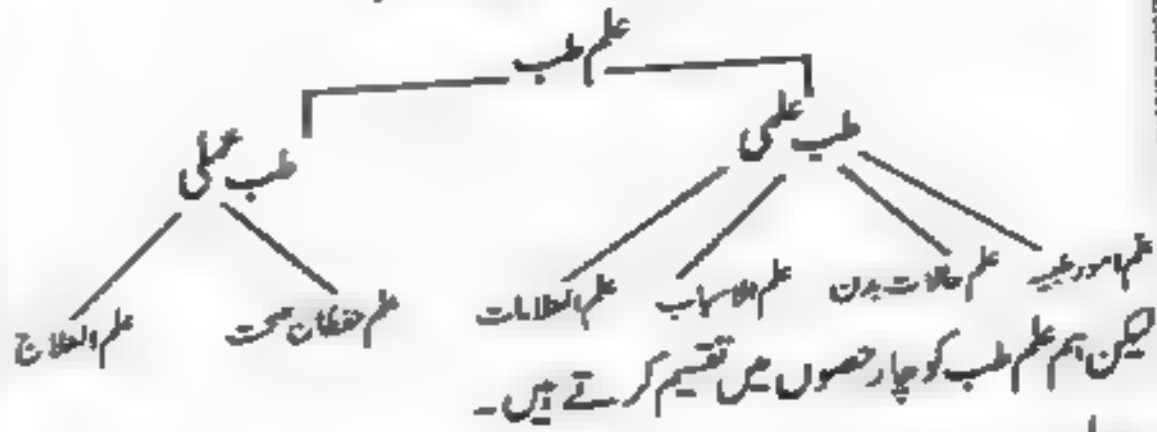 علم طب
طب علمی
طب عملی
علم امور طبیہ
علم حالات بدن
علم الاسباب
علم العلامات
علم حفظان صحت
علم العلاج
لیکن ہم علم طب کو چار حصوں میں تقسیم کرتے ہیں۔